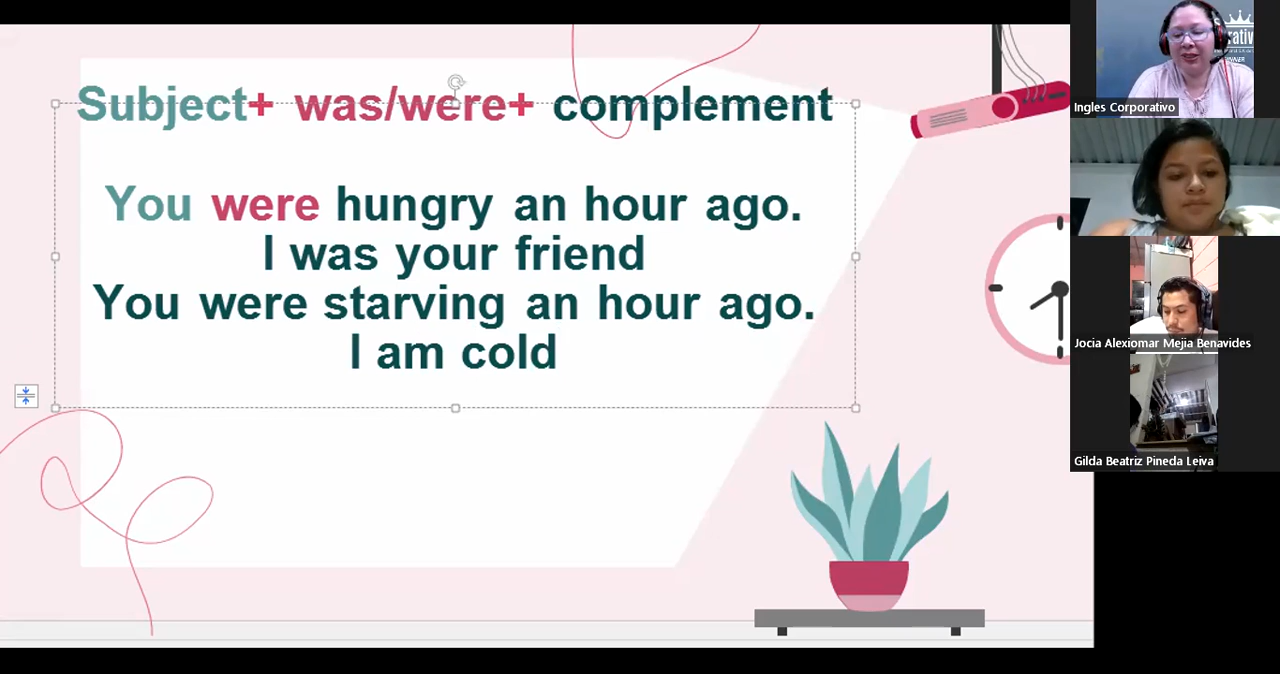 Subject+ was/were+ complement
You were hungry an hour ago.
I was your friend
You were starving an hour ago.
I am cold
Ingles Corporativo
Jocia Alexiomar Mejia Benavides
Gilda Beatriz Pineda Leiva